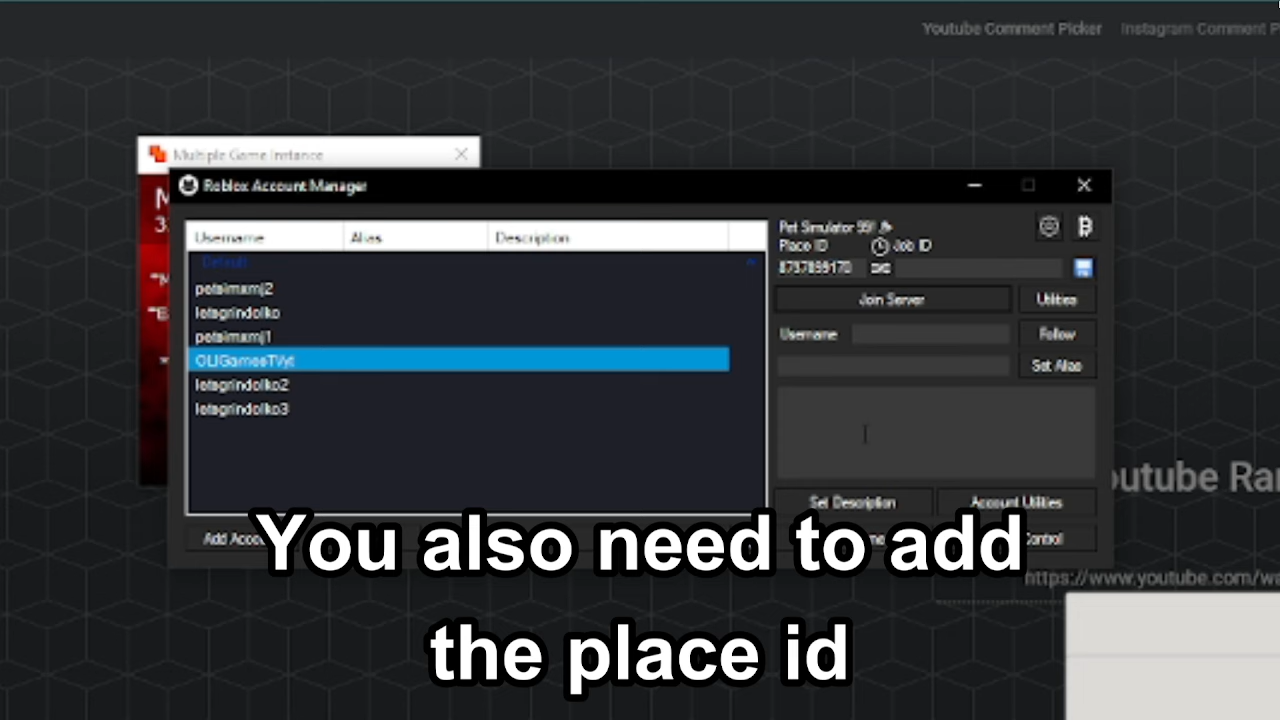 Youtube Comment Picker
Instagram Comment P
Multiple Game Instance
M
3
"M
"E
Roblox Account Manager
Username
Alias
Description
Default
petsimxmj2
letsgrindolko
petsimxmj1
OLIGamesTVyt
letsgrindolko2
letsgrindolko3
Pet Simulator 99!
Place ID
Job ID
8737899170
Join Server
Utilities
Username
Follow
Set Alias
Set Description
Account Utilities
Add Acco
Control
outube Ra
https://www.youtube.com/wa
You also need to add
the place id